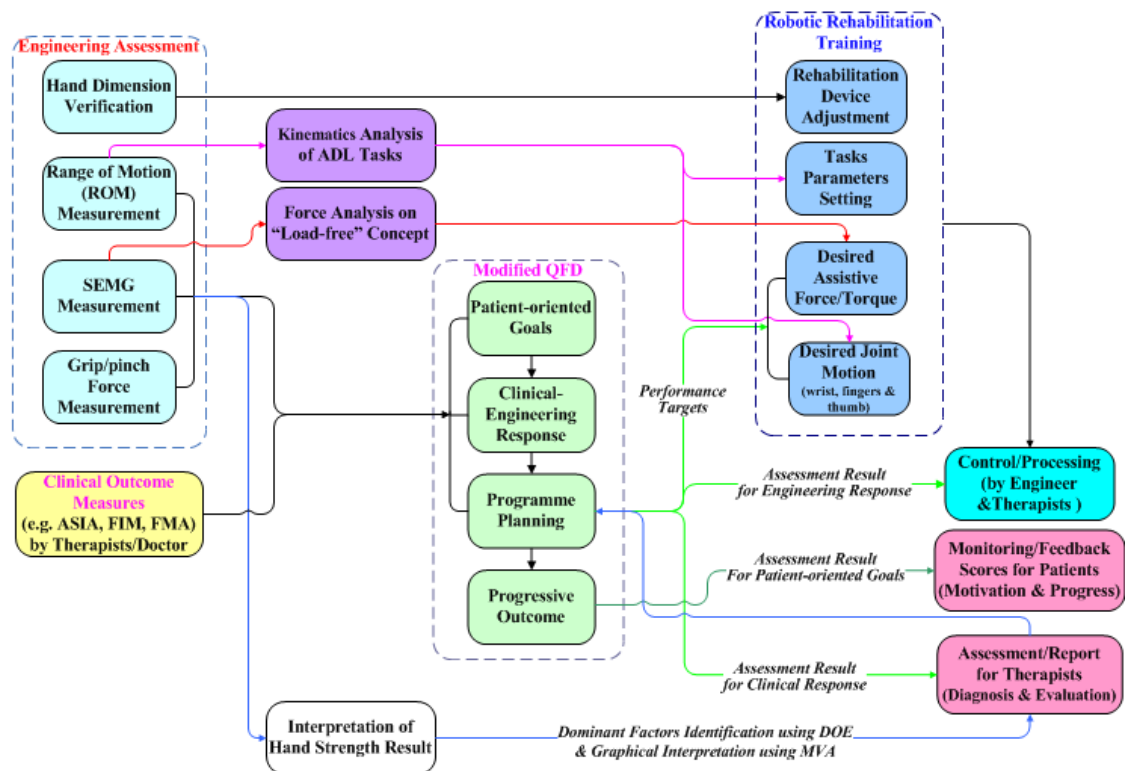 Engineering Assessment
Hand Dimension
Verification
Range of Motion
(ROM)
Measurement
SEMG
Measurement
Grip/pinch
Force
Measurement
Clinical Outcome
Measures
(e.g. ASIA, FIM, FMA)
by Therapists/Doctor
Kinematics Analysis
of ADL Tasks
Force Analysis on
“Load-free” Concept
Modified QFD
Patient-oriented
Goals
Clinical-
Engineering
Response
Programme
Planning
Progressive
Outcome
Interpretation of
Hand Strength Result
Robotic Rehabilitation
Training
Rehabilitation
Device
Adjustment
Tasks
Parameters
Setting
Desired
Assistive
Force/Torque
Desired Joint
Motion
(wrist, fingers &
thumb)
Performance
Targets
Assessment Result
for Engineering Response
Control/Processing
(by Engineer
&Therapists )
Assessment Result
For Patient-oriented Goals
Monitoring/Feedback
Scores for Patients
(Motivation & Progress)
Assessment Result
for Clinical Response
Assessment/Report
for Therapists
(Diagnosis & Evaluation)
Dominant Factors Identification using DOE
& Graphical Interpretation using MVA